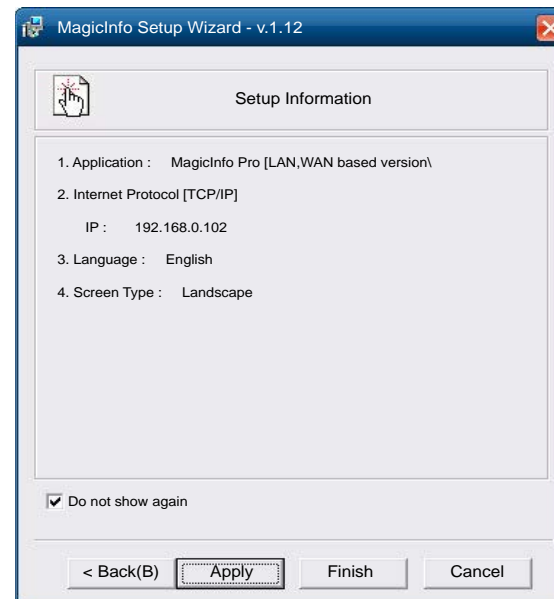 MagicInfo Setup Wizard - v.1.12
Setup Information
1. Application : MagicInfo Pro [LAN,WAN based version\
2. Internet Protocol [TCP/IP]
IP : 192.168.0.102
3. Language : English
4. Screen Type : Landscape
Do not show again
< Back(B) Apply Finish Cancel